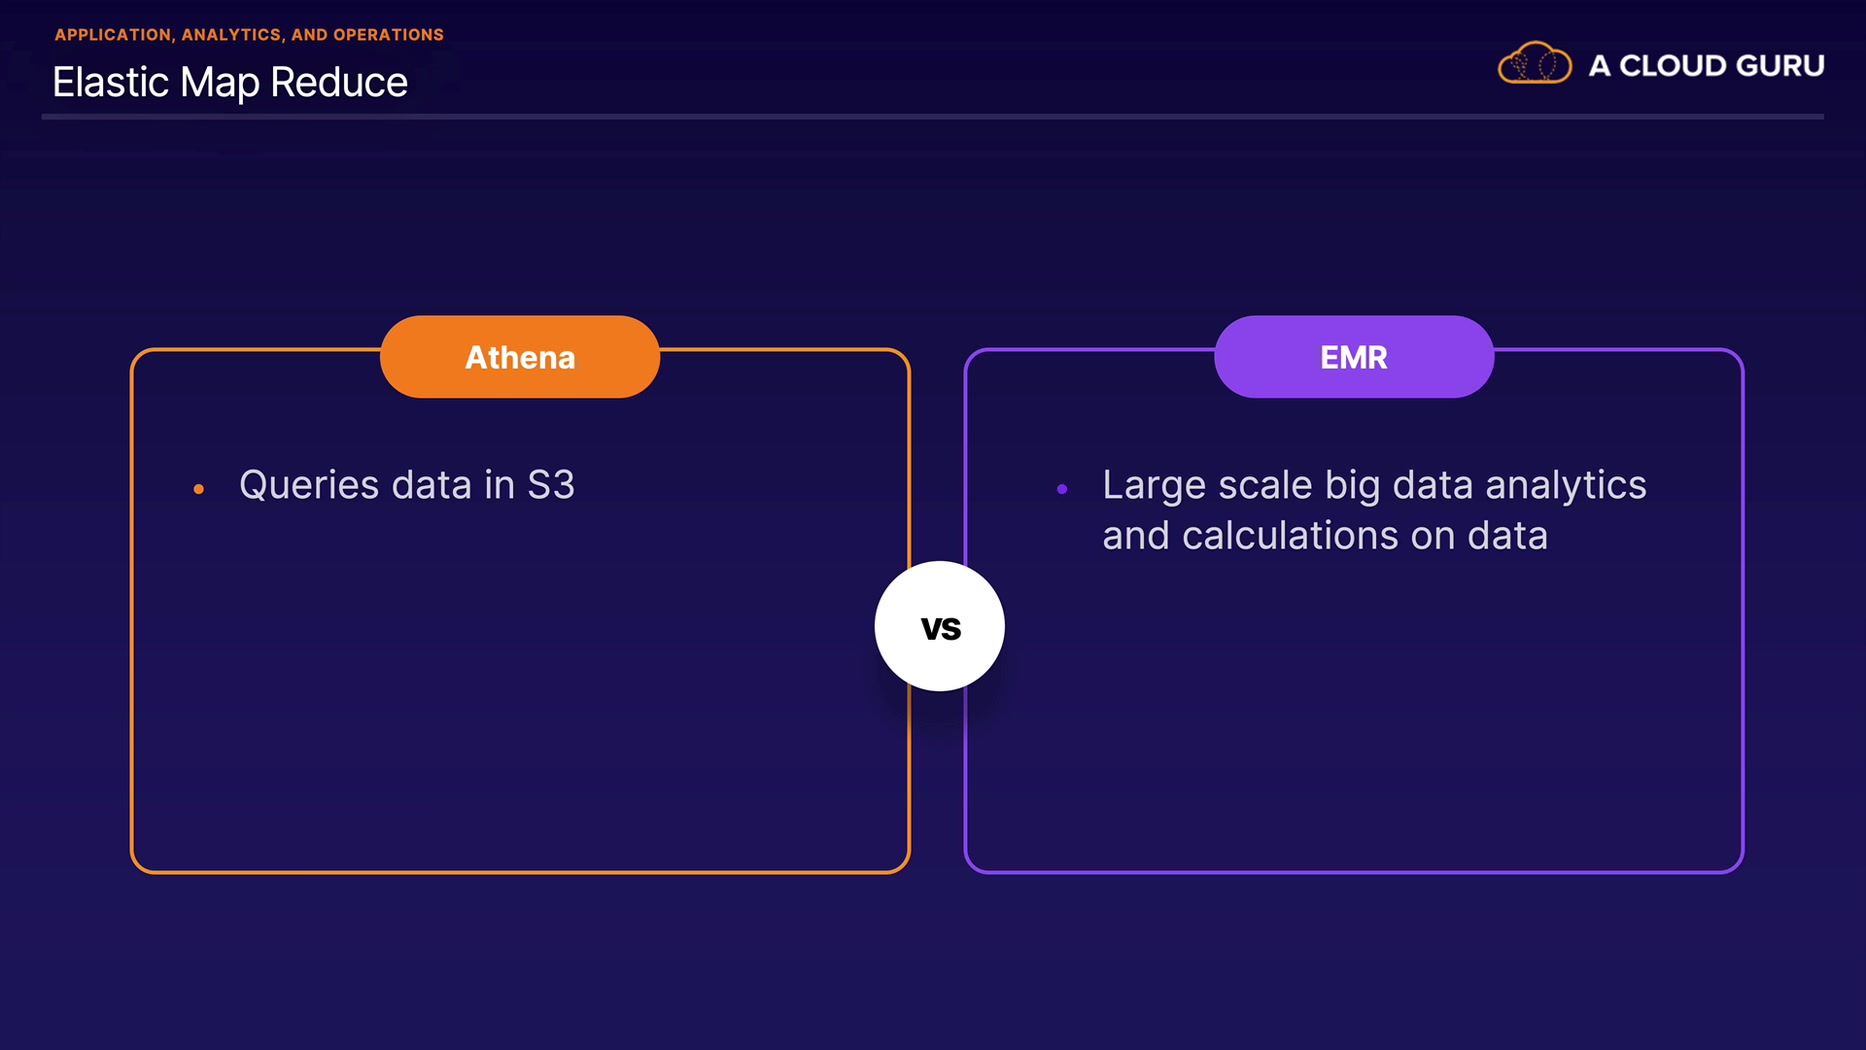 APPLICATION, ANALYTICS, AND OPERATIONS
Elastic Map Reduce
A CLOUD GURU
Athena
Queries data in S3
vs
EMR
Large scale big data analytics
and calculations on data